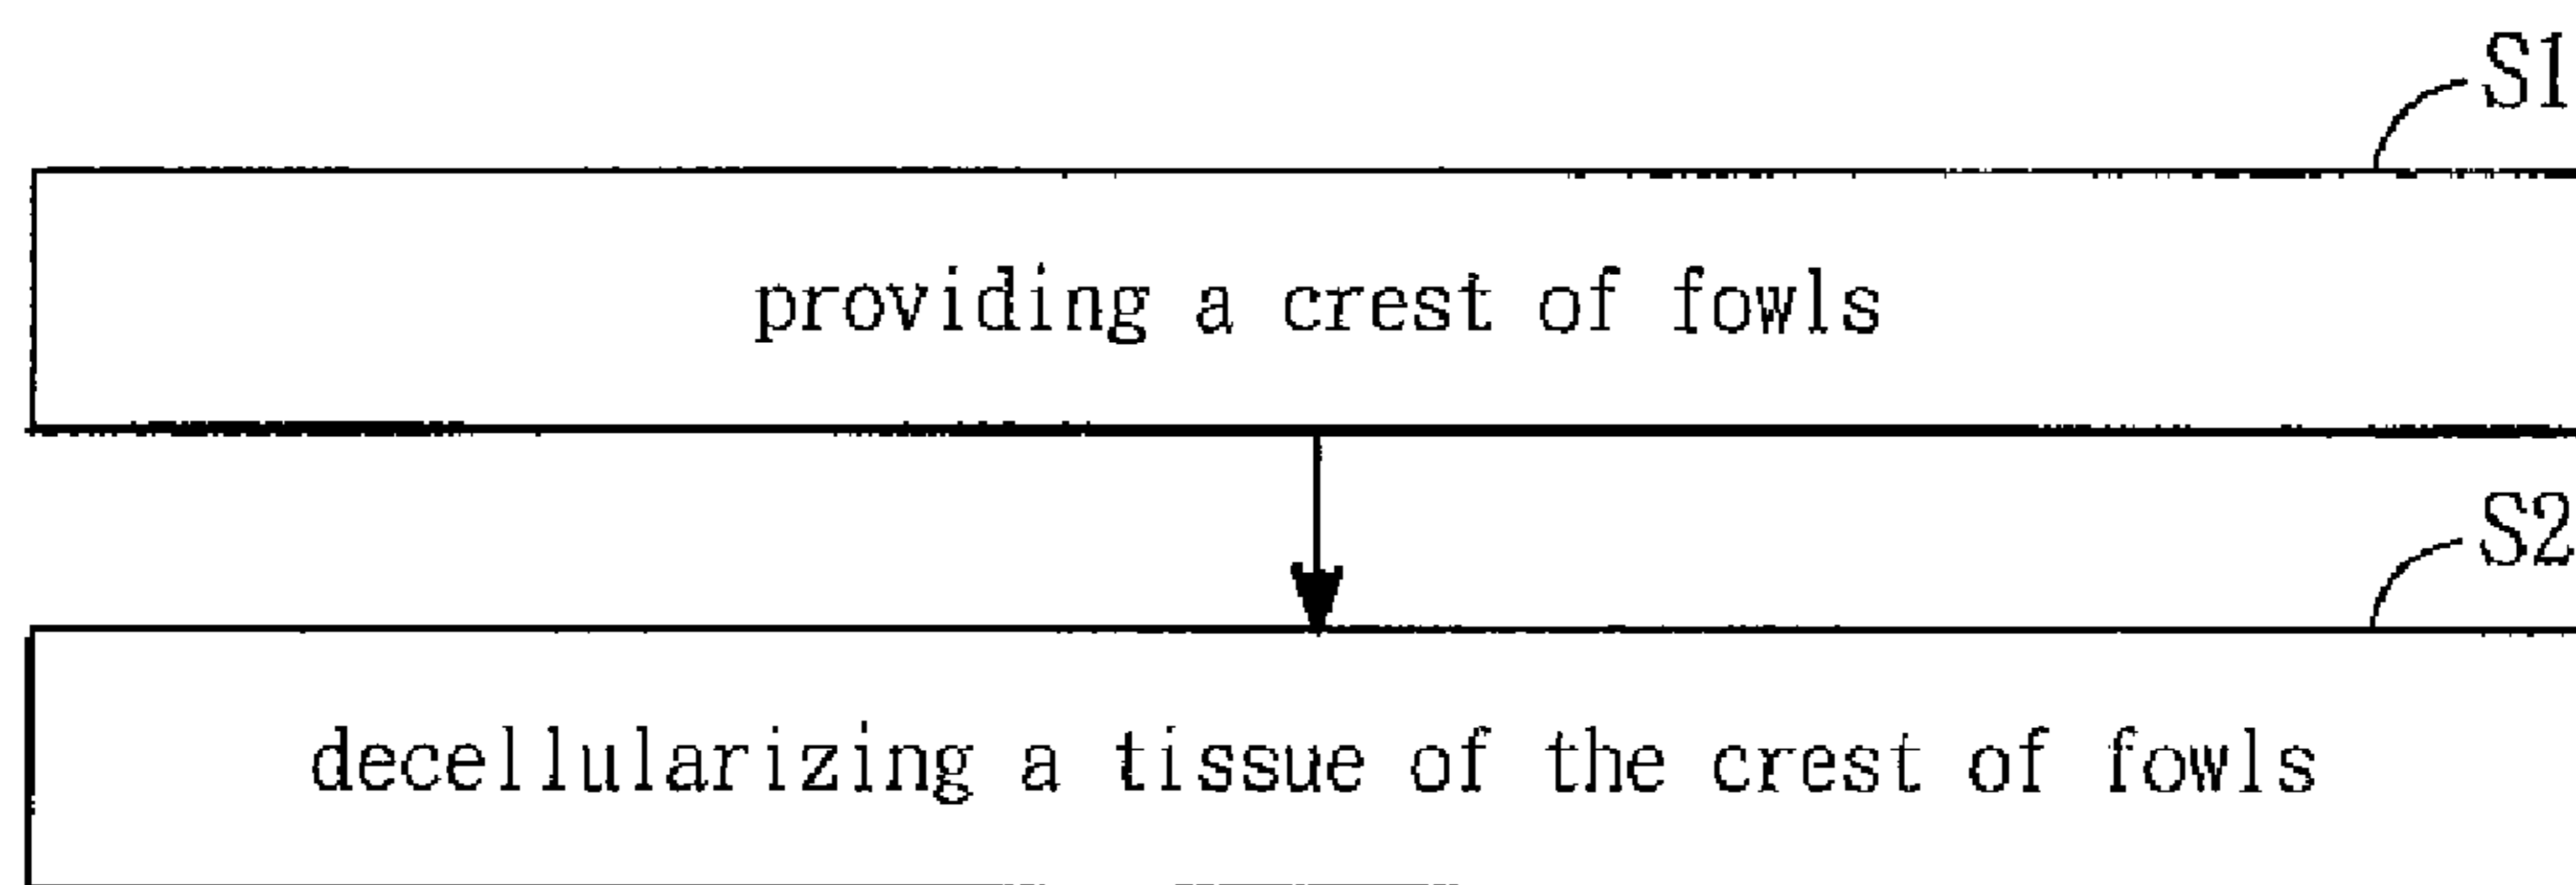 S1
providing a crest of fowls
S2
decellularizing a tissue of the crest of fowls